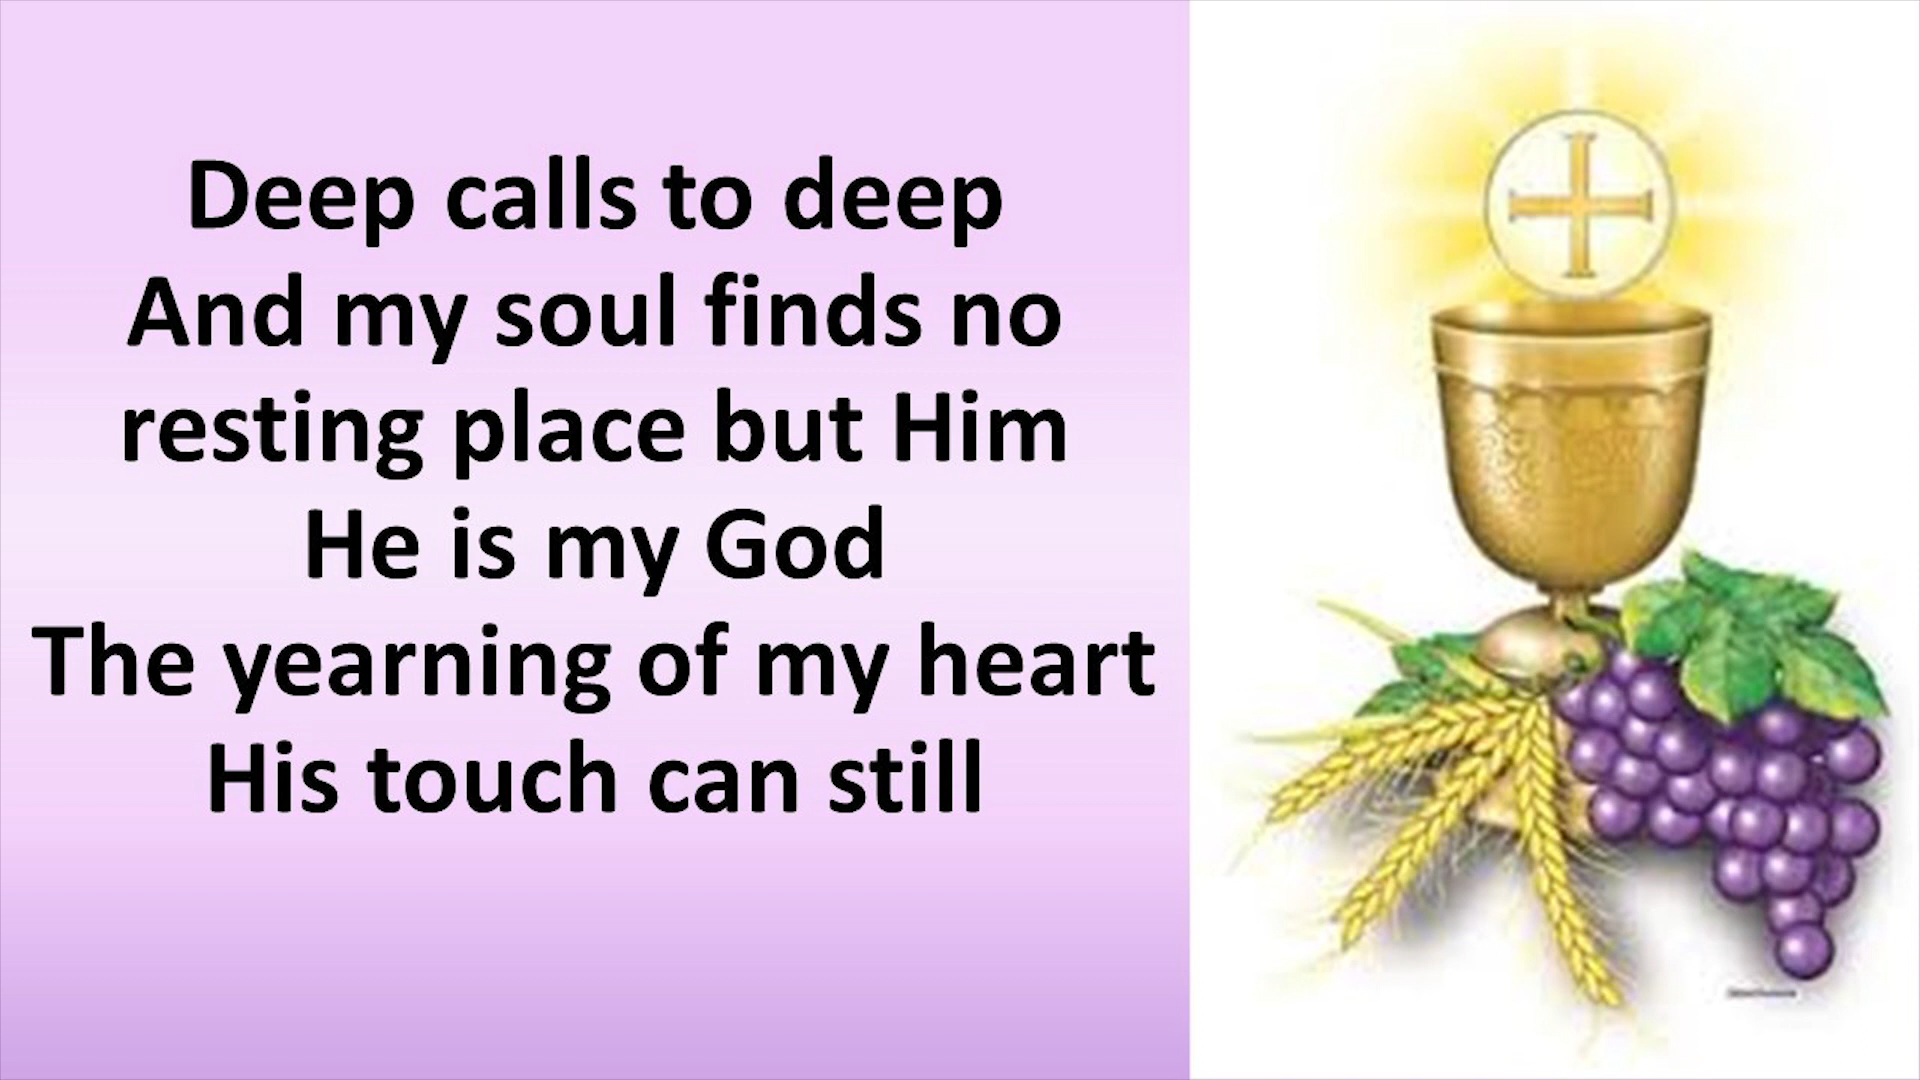 Deep calls to deep
And my soul finds no
resting place but Him
He is my God
The yearning of my heart
His touch can still